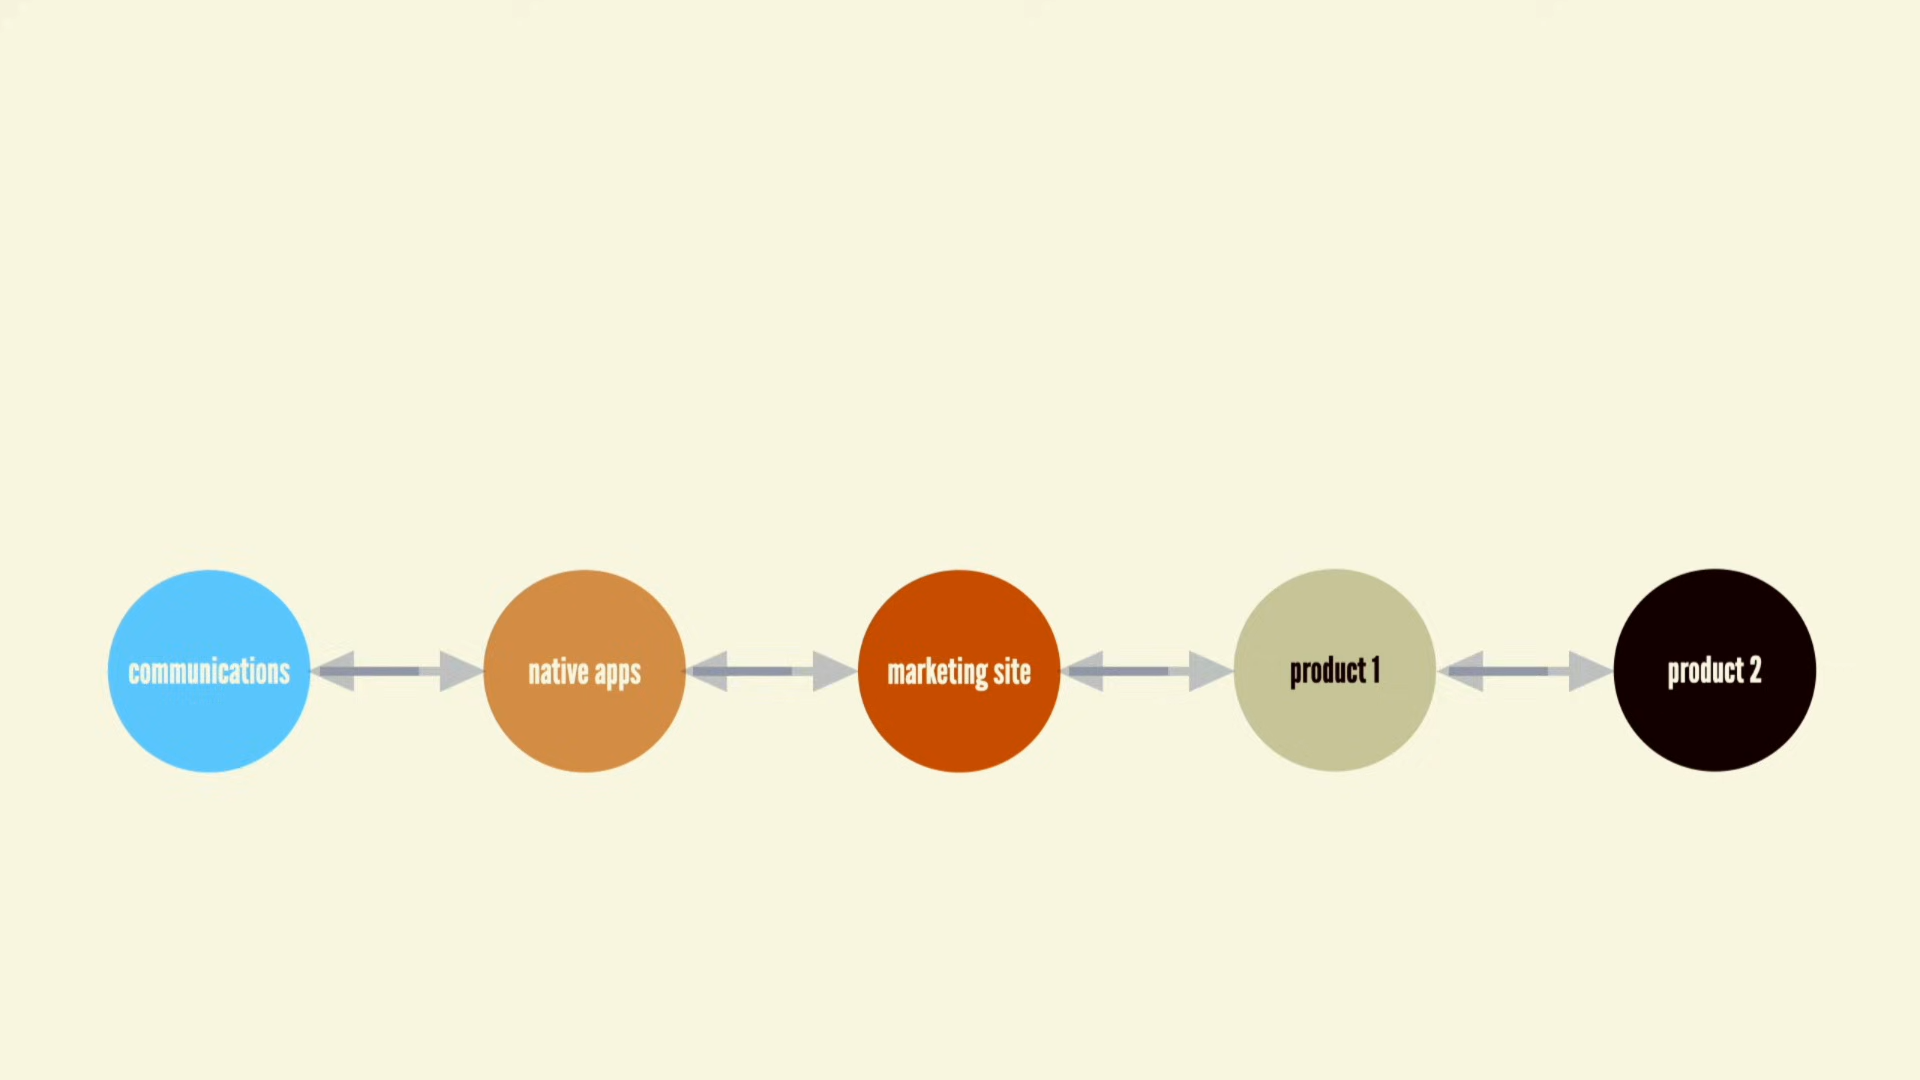 communications
native apps
marketing site
product 1
product 2